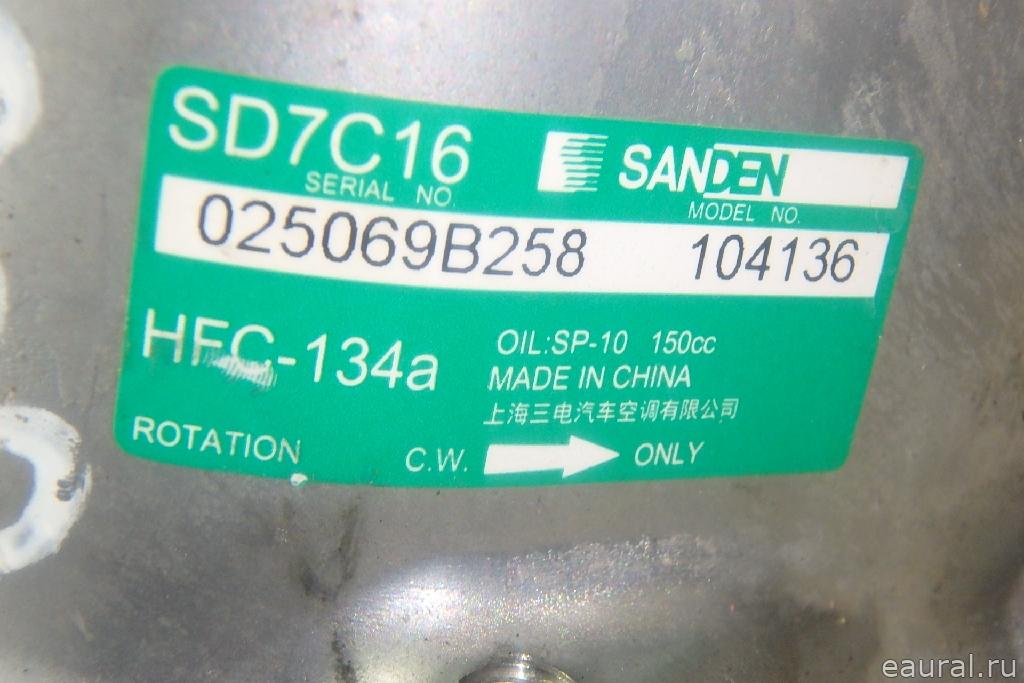 SD7C16
SANDEN
SERIAL NO.
MODEL NO.
025069B258 104136
HFC-134a
OIL:SP-10 150cc
MADE IN CHINA
上海三电汽车空调有限公司
ROTATION C.W. ONLY
eaural.ru